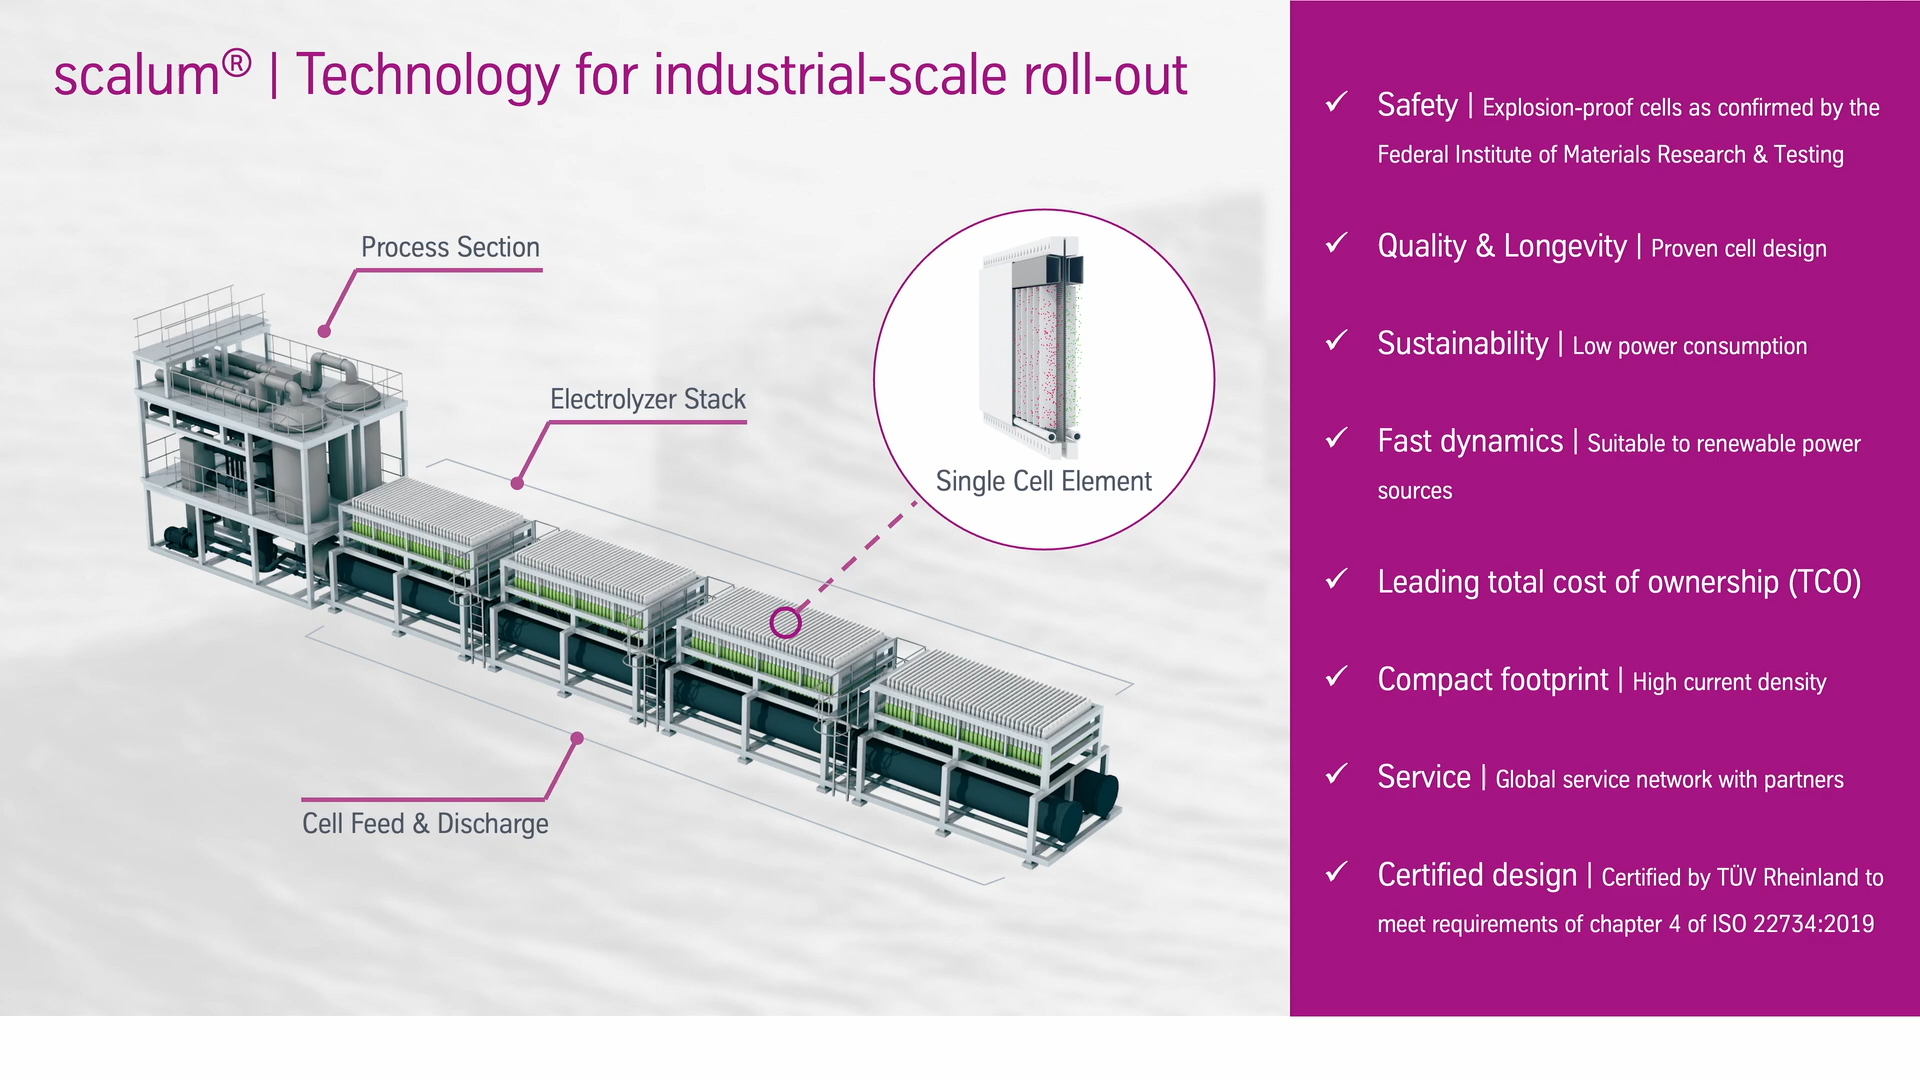 scalum® | Technology for industrial-scale roll-out
Process Section
Electrolyzer Stack
Single Cell Element
Cell Feed & Discharge
✓ Safety | Explosion-proof cells as confirmed by the
Federal Institute of Materials Research & Testing
✓ Quality & Longevity | Proven cell design
✓ Sustainability | Low power consumption
✓ Fast dynamics | Suitable to renewable power
sources
✓ Leading total cost of ownership (TCO)
✓ Compact footprint | High current density
✓ Service | Global service network with partners
✓ Certified design | Certified by TÜV Rheinland to
meet requirements of chapter 4 of ISO 22734:2019